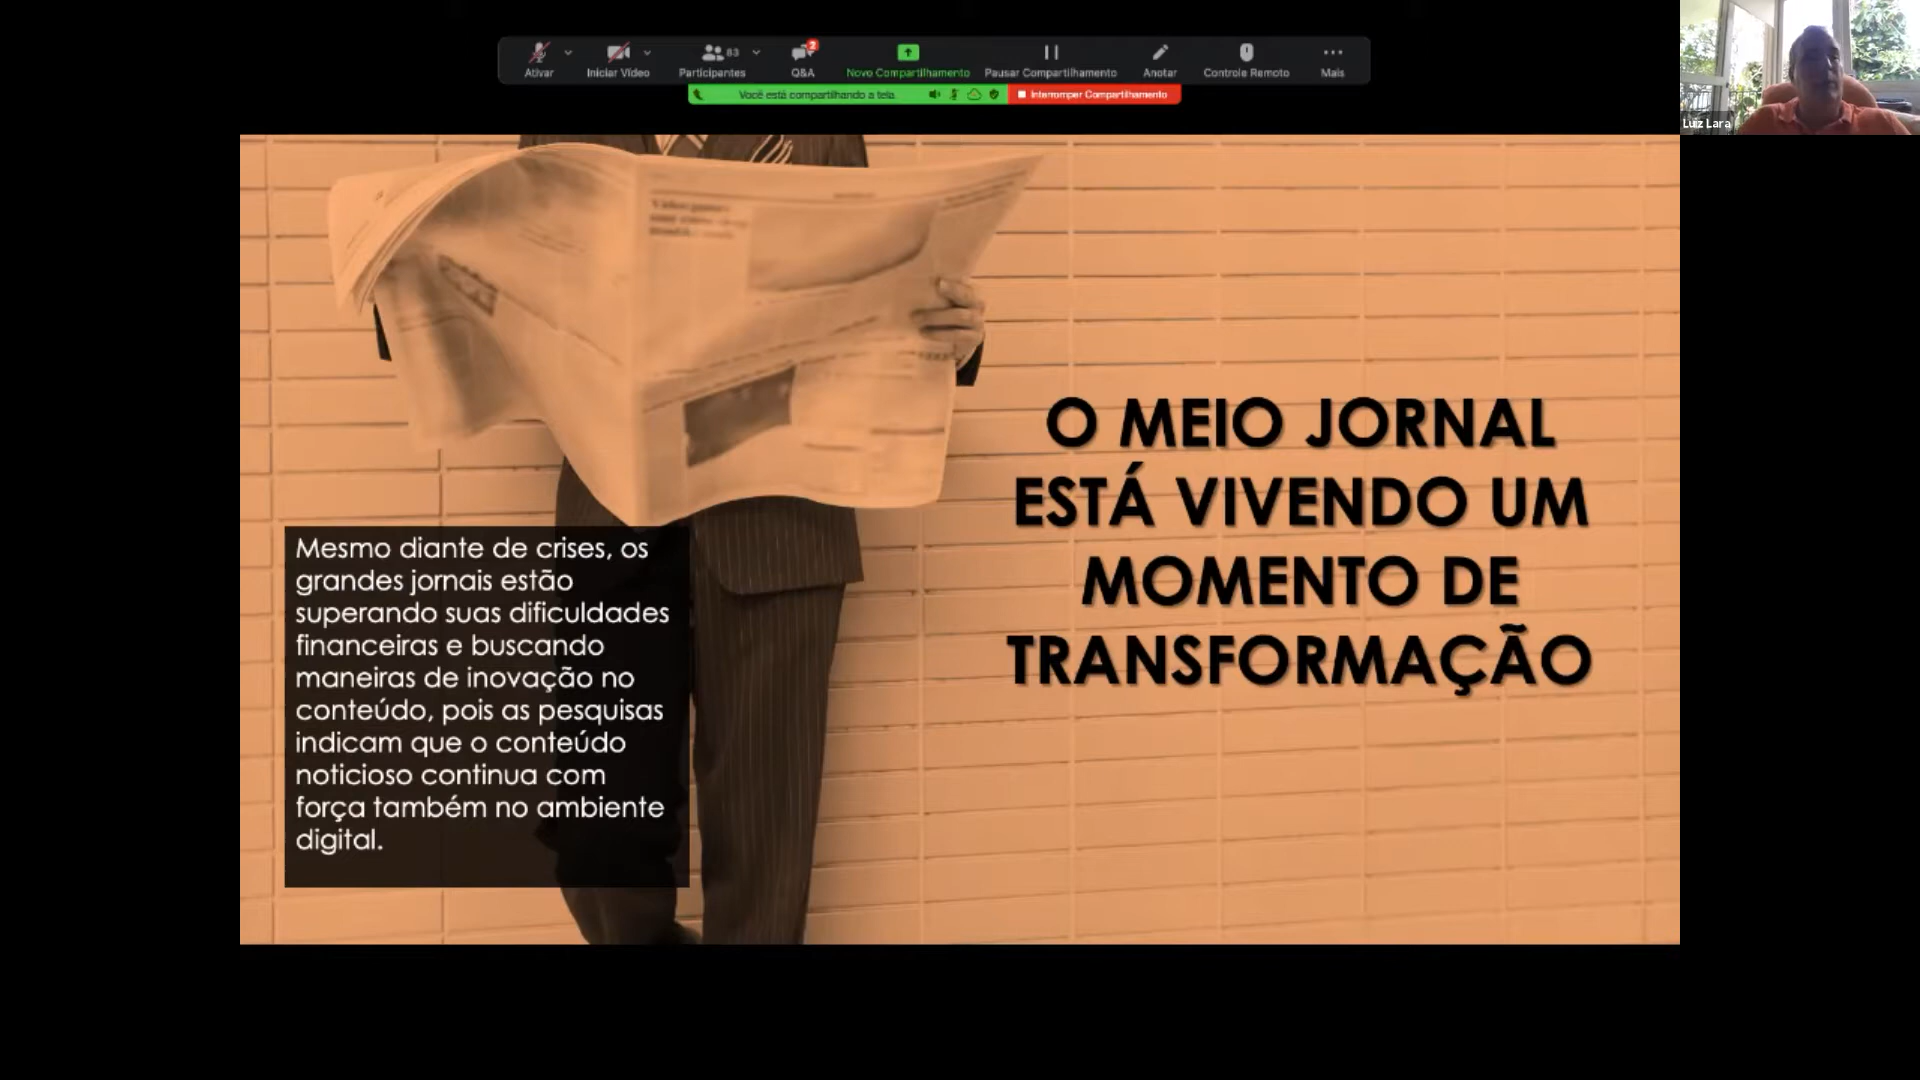 Ativar
Iniciar Vídeo
83
Participantes
2
Q&A
Novo Compartilhamento
Pausar Compartilhamento
Anotar
Controle Remoto
Mais
Você está compartilhando a tela.
Interromper Compartilhamento
Luiz Lara
O MEIO JORNAL
ESTÁ VIVENDO UM
MOMENTO DE
TRANSFORMAÇÃO
Mesmo diante de crises, os
grandes jornais estão
superando suas dificuldades
financeiras e buscando
maneiras de inovação no
conteúdo, pois as pesquisas
indicam que o conteúdo
noticioso continua com
força também no ambiente
digital.